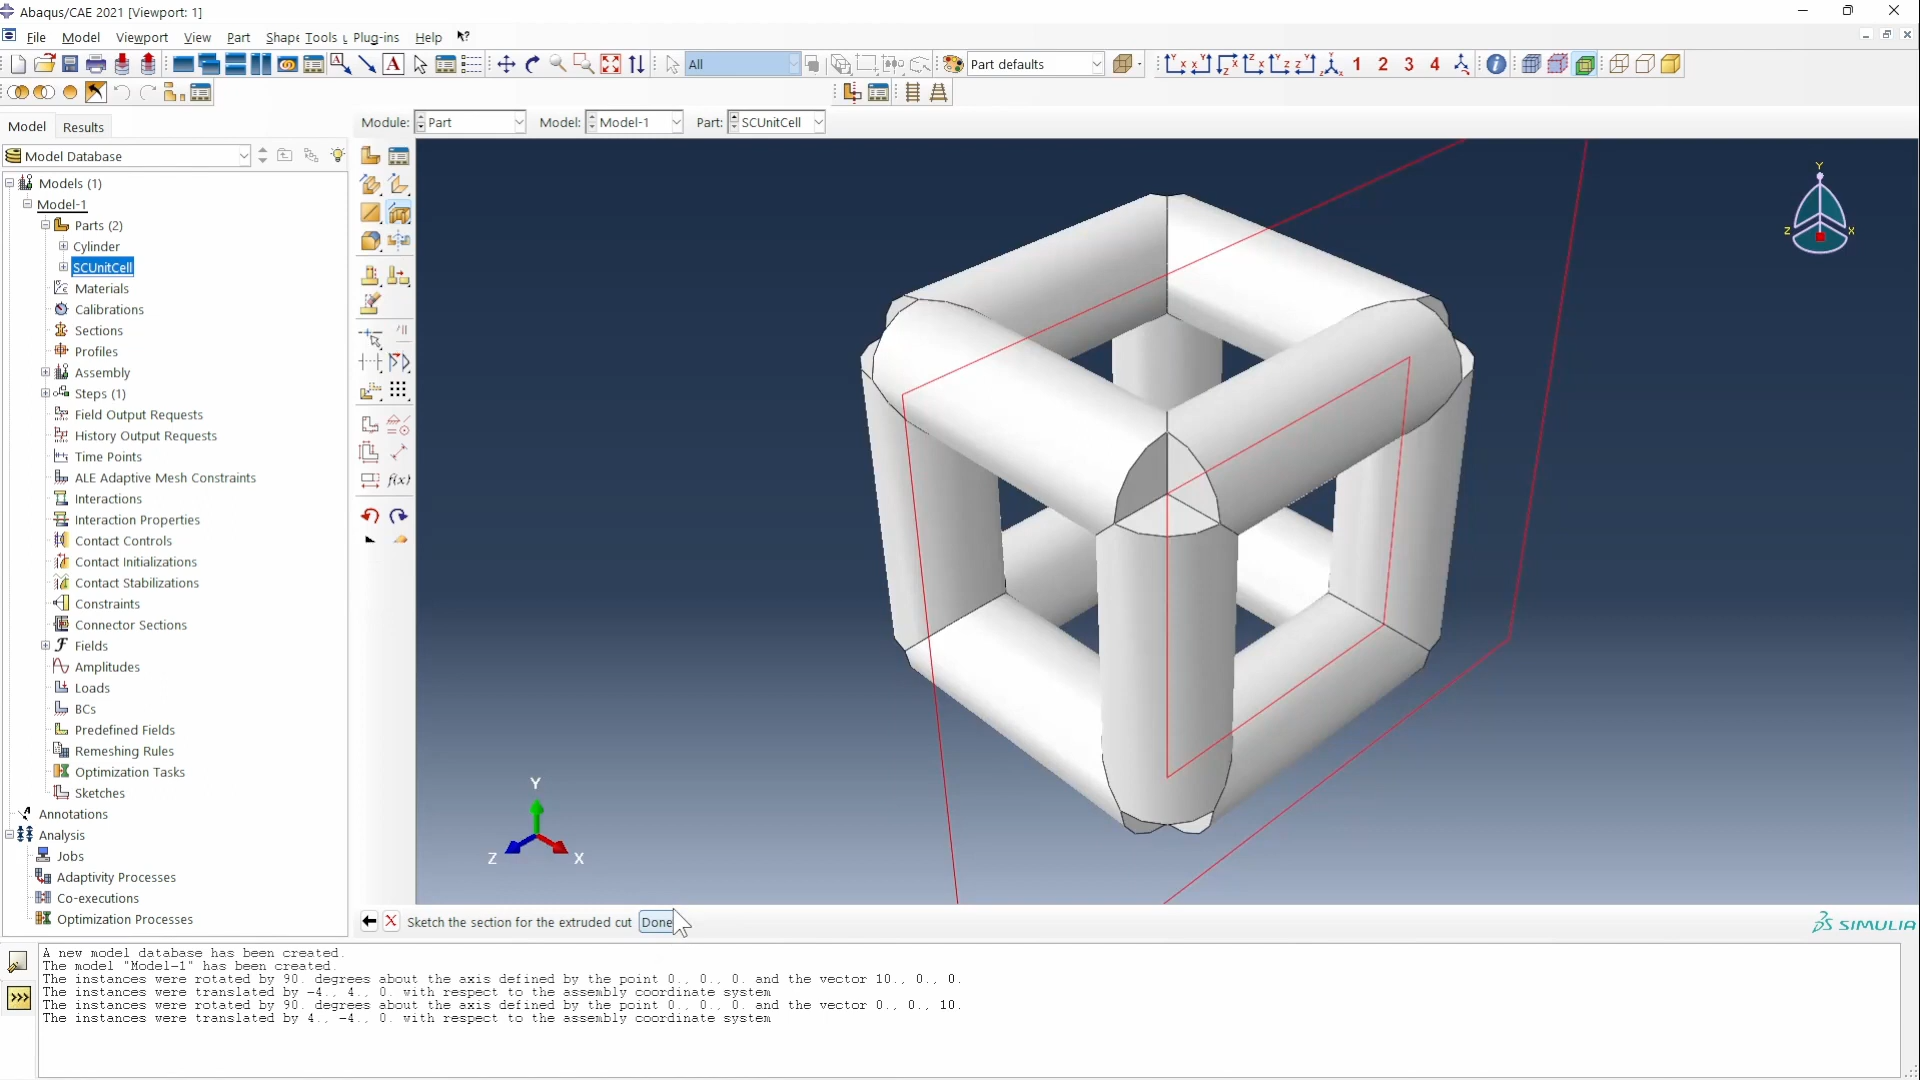 Abaqus/CAE 2021 [Viewport: 1]
File Model Viewport View Part Shape Tools Plug-ins Help
All Part defaults 1 2 3 4
Model Results Module: Part Model: Model-1 Part: SCUnitCell
Model Database
Models (1)
Model-1
Parts (2)
Cylinder
SCUnitCell
Materials
Calibrations
Sections
Profiles
Assembly
Steps (1)
Field Output Requests
History Output Requests
Time Points
ALE Adaptive Mesh Constraints
Interactions
Interaction Properties
Contact Controls
Contact Initializations
Contact Stabilizations
Constraints
Connector Sections
Fields
Amplitudes
Loads
BCs
Predefined Fields
Remeshing Rules
Optimization Tasks
Sketches
Annotations
Analysis
Jobs
Adaptivity Processes
Co-executions
Optimization Processes
f(x)
Y
Z X
Y
Z X
Sketch the section for the extruded cut Done
SIMULIA
A new model database has been created.
The model "Model-1" has been created.
The instances were rotated by 90. degrees about the axis defined by the point 0., 0., 0. and the vector 10., 0., 0.
The instances were translated by -4., 4., 0. with respect to the assembly coordinate system
The instances were rotated by 90. degrees about the axis defined by the point 0., 0., 0. and the vector 0., 0., 10.
The instances were translated by 4., -4., 0. with respect to the assembly coordinate system